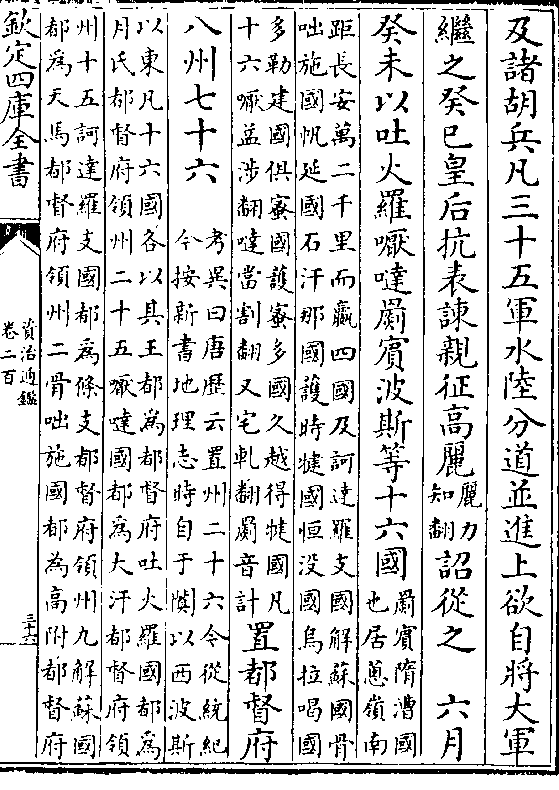 及諸胡兵凡三十五軍水陸分道並進上欲自將大軍
繼之癸巳皇后抗表諫親征高麗
麗力
知翻
詔從之　六月
癸未以吐火羅嚈噠罽賓波斯等十六國
罽賓隋漕國
也居蔥嶺南
距長安萬二千里而贏四國及訶達羅支國解蘇國骨
咄施國帆延國石汗那國護時犍國恒没國烏拉喝國
多勒建國俱蜜國護蜜多國久越得犍國凡
十六嚈益涉翻噠當割翻又宅軋翻罽音計
置都督府
八州七十六
考異曰唐歷云置州二十六今從統紀
今按新書地理志時自于闐以西波斯
以東凡十六國各以其王都為都督府吐火羅國都為
月氏都督府領州二十五嚈噠國都為大汗都督府領
州十五訶達羅支國都為條支都督府領州九解蘇國
都為天馬都督府領州二骨咄施國都為高附都督府
欽定四庫全書
資治通鑑
卷二百